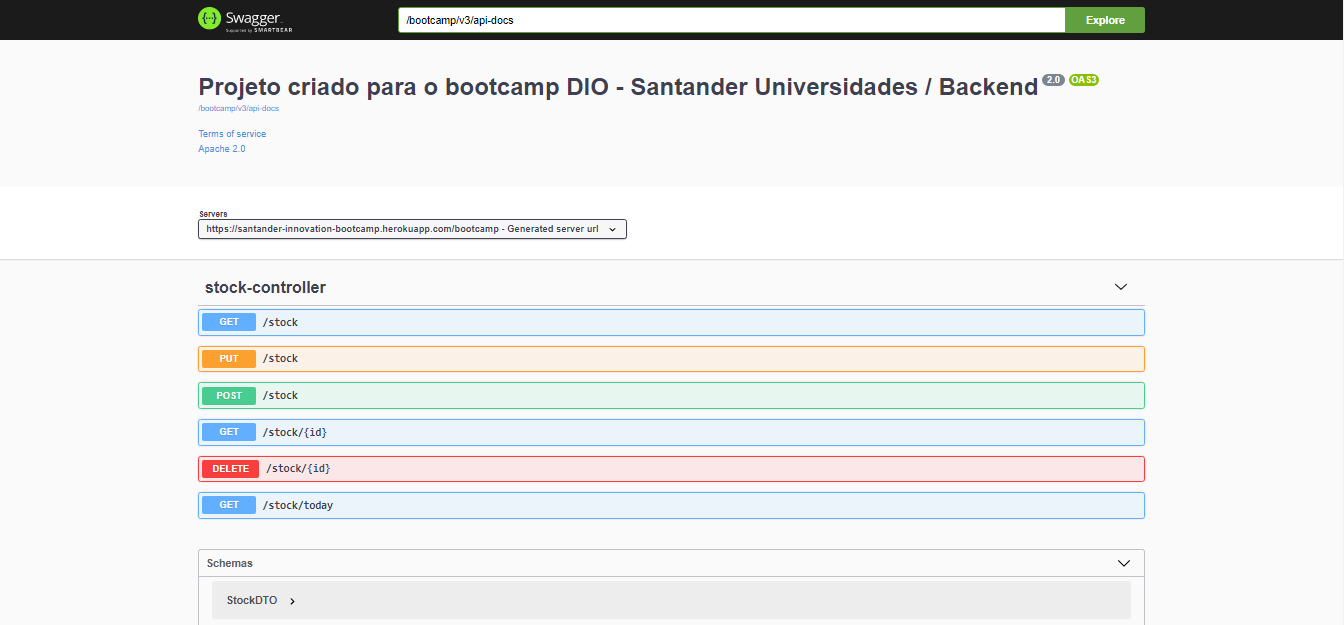 Swagger.
Supported by SMARTBEAR
/bootcamp/v3/api-docs
Explore
Projeto criado para o bootcamp DIO - Santander Universidades / Backend 2.0 OAS3
/bootcamp/v3/api-docs
Terms of service
Apache 2.0
Servers
https://santander-innovation-bootcamp.herokuapp.com/bootcamp - Generated server url
stock-controller
GET /stock
PUT /stock
POST /stock
GET /stock/{id}
DELETE /stock/{id}
GET /stock/today
Schemas
StockDTO